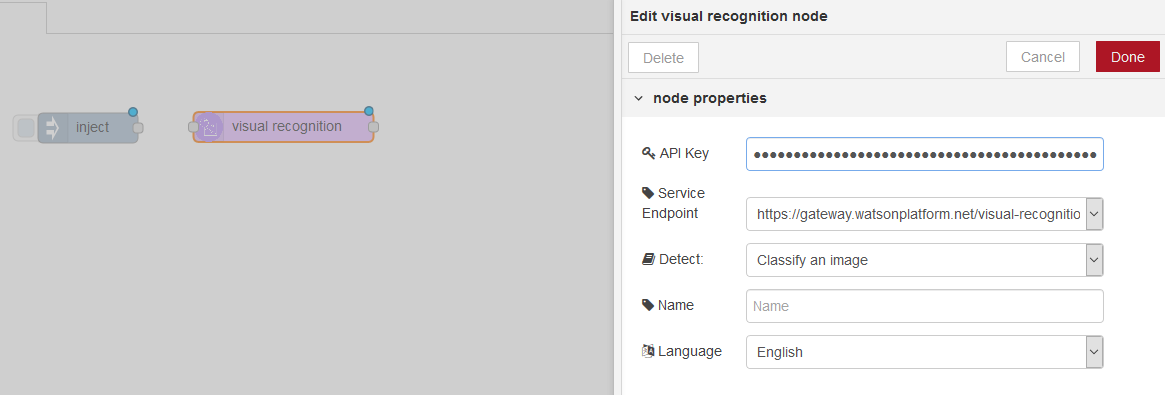 Edit visual recognition node
Delete
Cancel
Done
node properties
inject
visual recognition
API Key
●●●●●●●●●●●●●●●●●●●●●●●●●●●●●●●●●●●●●●●●●●●●
Service
Endpoint
https://gateway.watsonplatform.net/visual-recognitio
Detect:
Classify an image
Name
Name
Language
English